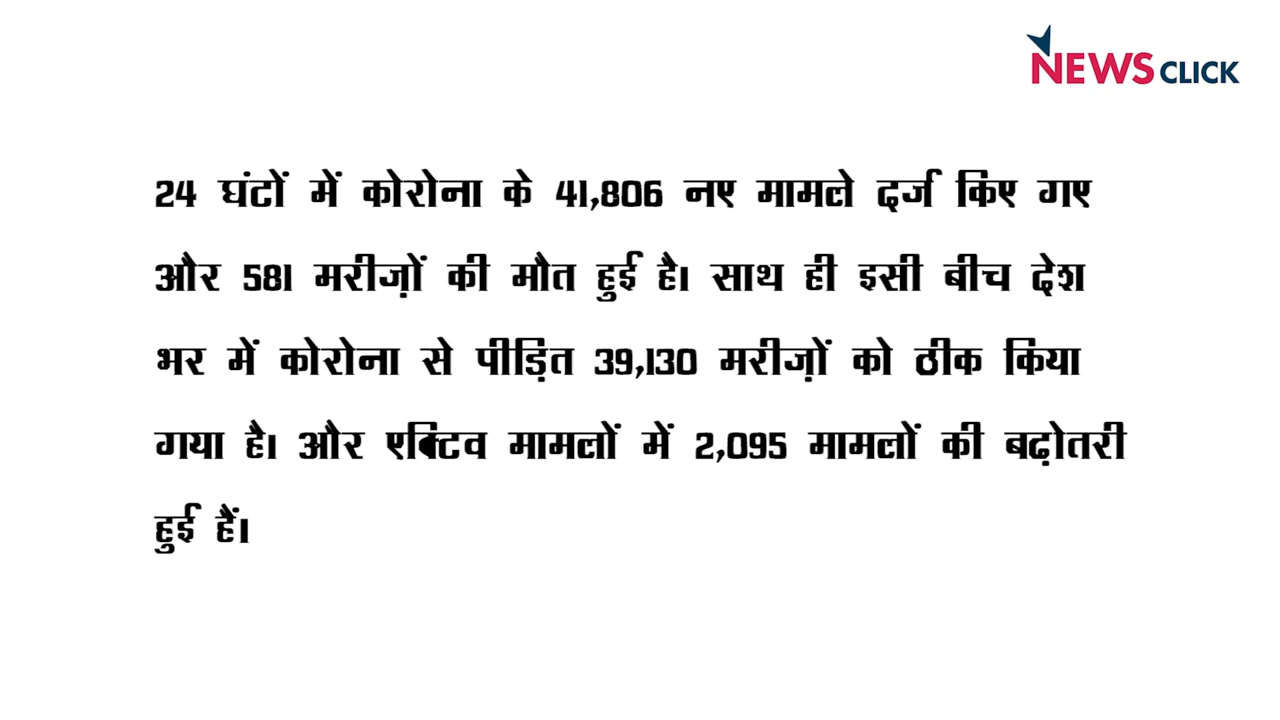 NEWSCLICK
24 घंटों में कोरोना के 41,806 नए मामले दर्ज किए गए
और 581 मरीज़ों की मौत हुई है। साथ ही इसी बीच देश
भर में कोरोना से पीड़ित 39,130 मरीज़ों को ठीक किया
गया है। और एक्टिव मामलों में 2,095 मामलों की बढ़ोतरी
हुई हैं।